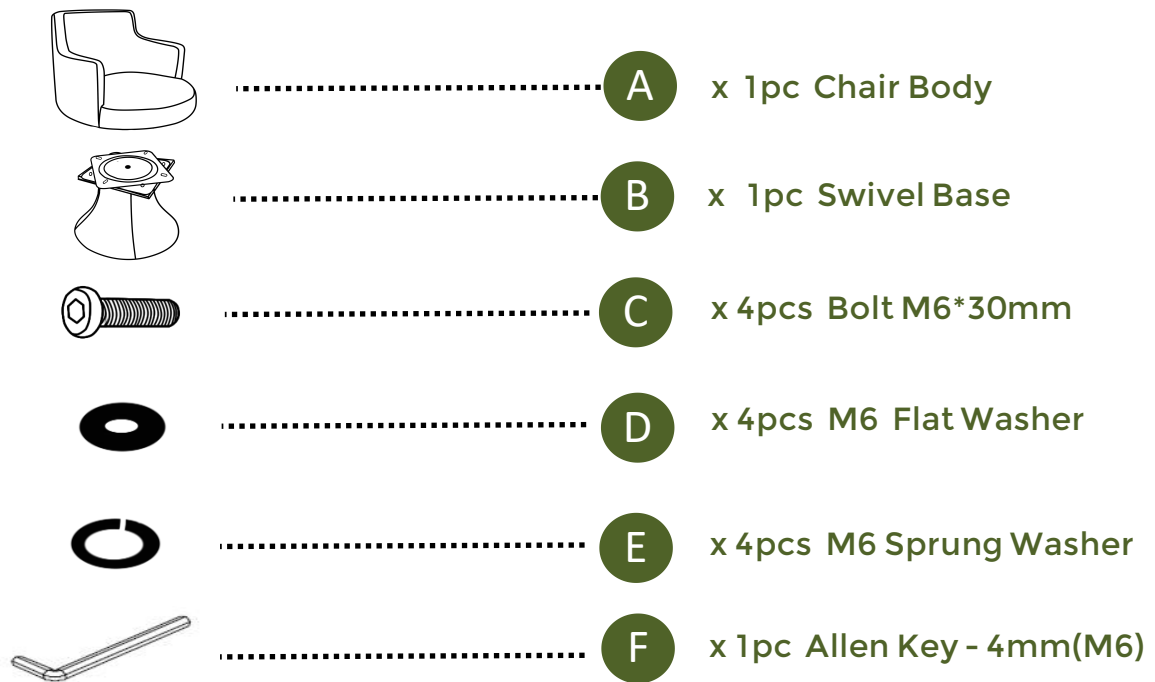 A x 1pc Chair Body
B x 1pc Swivel Base
C x 4pcs Bolt M6*30mm
D x 4pcs M6 Flat Washer
E x 4pcs M6 Sprung Washer
F x 1pc Allen Key - 4mm(M6)